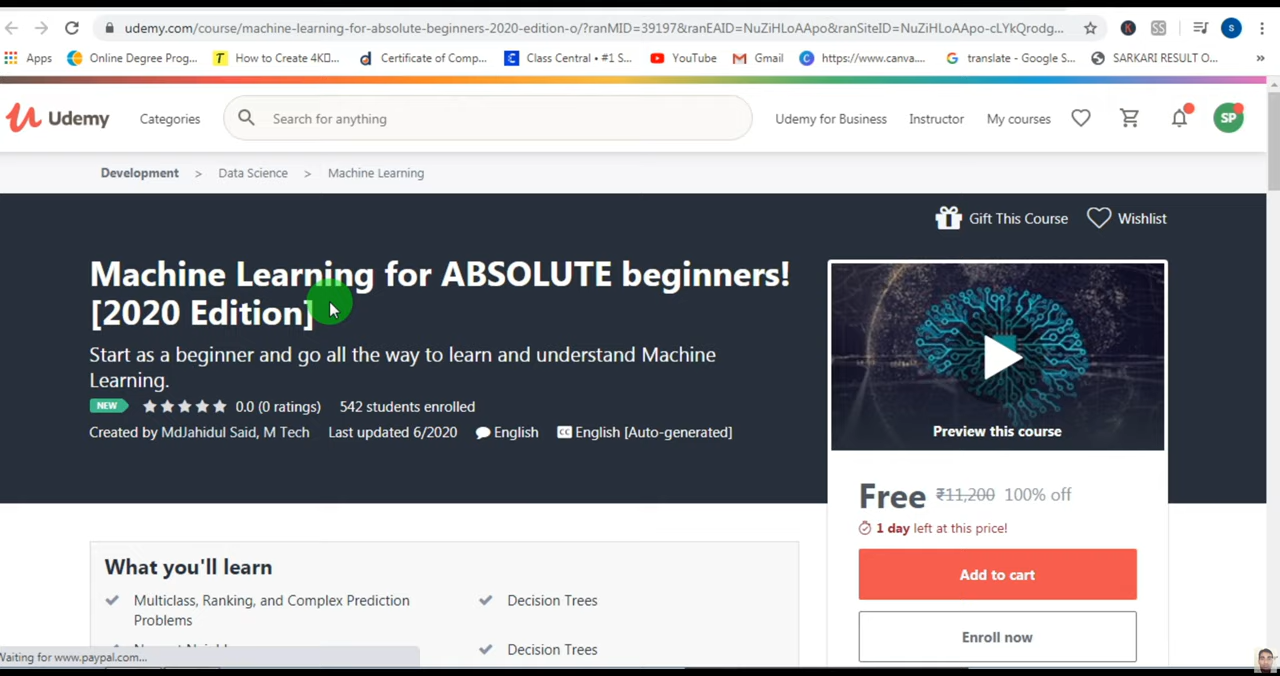 udemy.com/course/machine-learning-for-absolute-beginners-2020-edition-o/?ranMID=39197&ranEAID=NuZiHLoAApo&ranSiteID=NuZiHLoAApo-cLYkQrodg...
Apps Online Degree Prog... How to Create 4K... Certificate of Comp... Class Central • #1 S... YouTube Gmail https://www.canva.... translate - Google S... SARKARI RESULT O... »
Udemy Categories Search for anything Udemy for Business Instructor My courses SP
Development > Data Science > Machine Learning
Gift This Course Wishlist
Machine Learning for ABSOLUTE beginners!
[2020 Edition]
Start as a beginner and go all the way to learn and understand Machine
Learning.
NEW 0.0 (0 ratings) 542 students enrolled
Created by MdJahidul Said, M Tech Last updated 6/2020 English CC English [Auto-generated]
Preview this course
Free ₹11,200 100% off
1 day left at this price!
Add to cart
Enroll now
What you'll learn
Multiclass, Ranking, and Complex Prediction
Problems
Decision Trees
Decision Trees
Waiting for www.paypal.com...